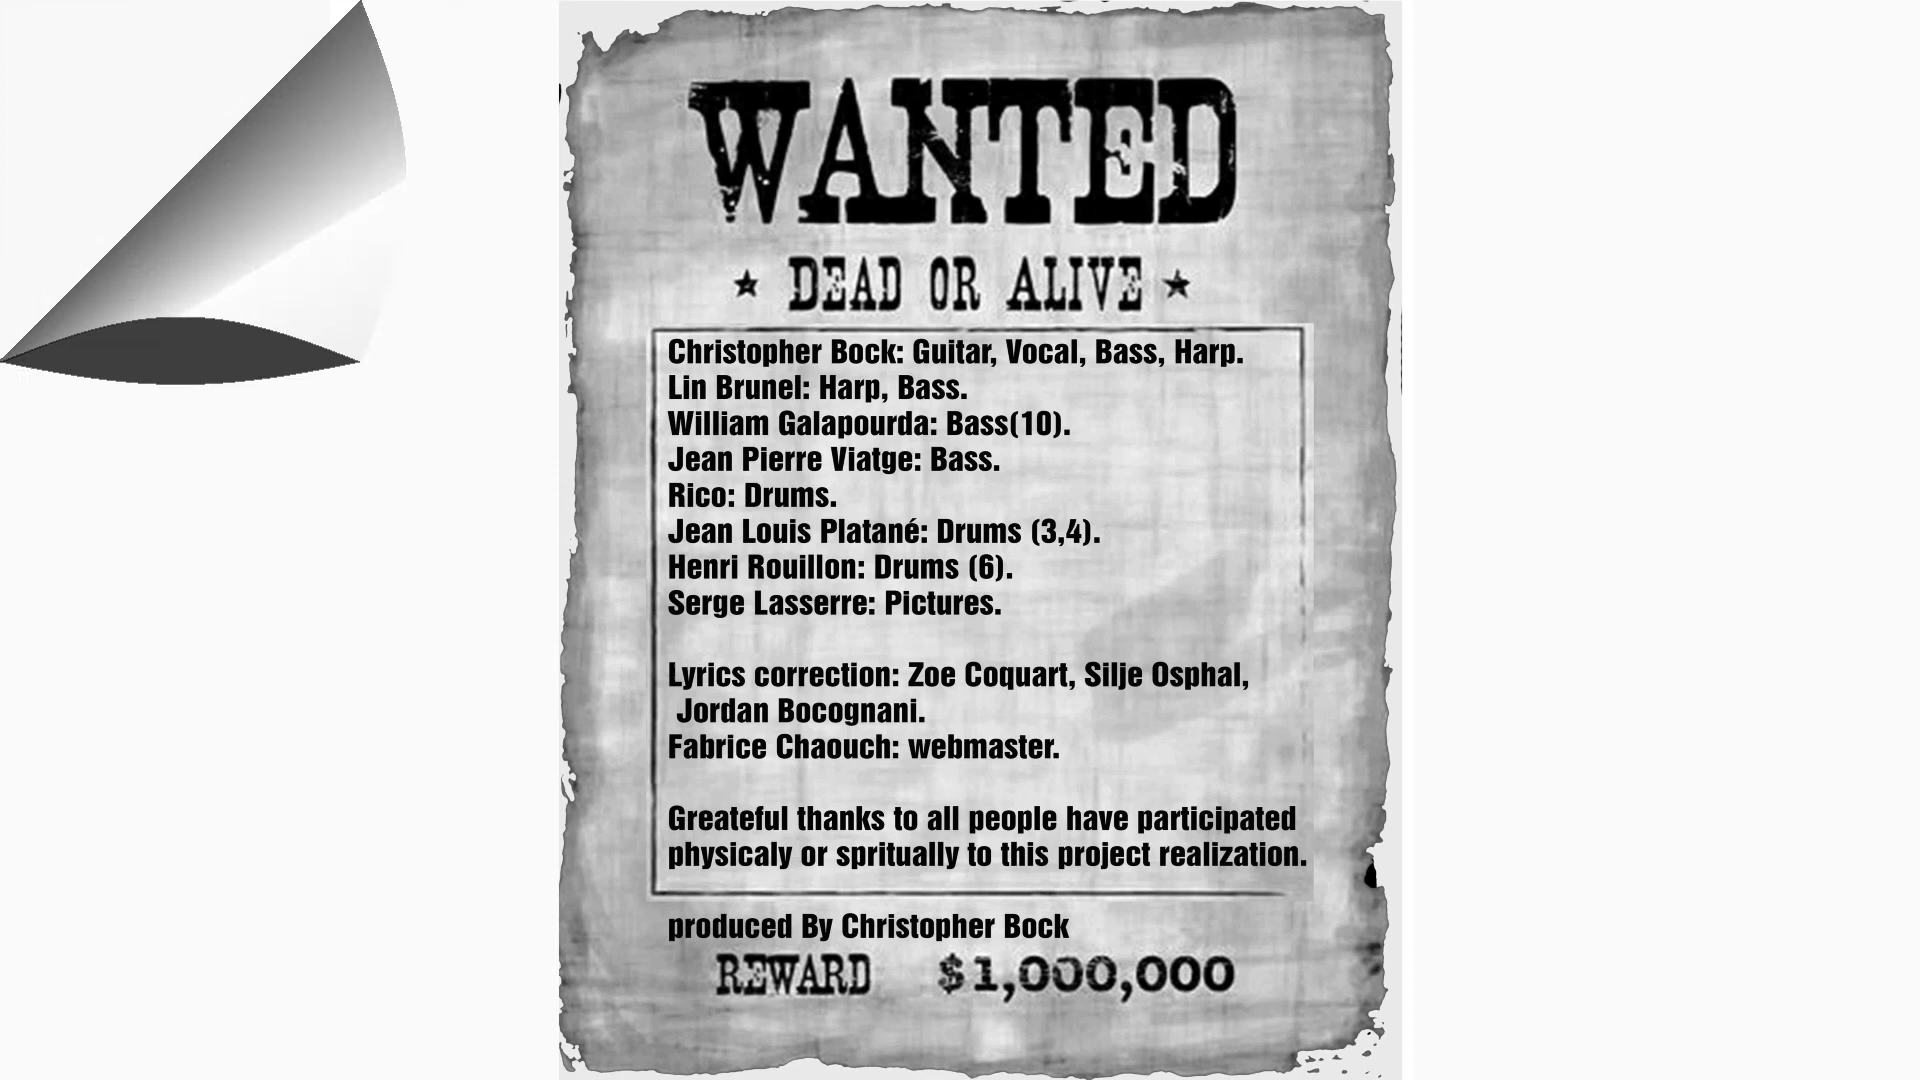 WANTED
★ DEAD OR ALIVE ★
Christopher Bock: Guitar, Vocal, Bass, Harp.
Lin Brunel: Harp, Bass.
William Galapourda: Bass(10).
Jean Pierre Viatge: Bass.
Rico: Drums.
Jean Louis Platané: Drums (3,4).
Henri Rouillon: Drums (6).
Serge Lasserre: Pictures.
Lyrics correction: Zoe Coquart, Silje Osphal,
Jordan Bocognani.
Fabrice Chaouch: webmaster.
Greateful thanks to all people have participated
physicaly or spritually to this project realization.
produced By Christopher Bock
REWARD $1,000,000